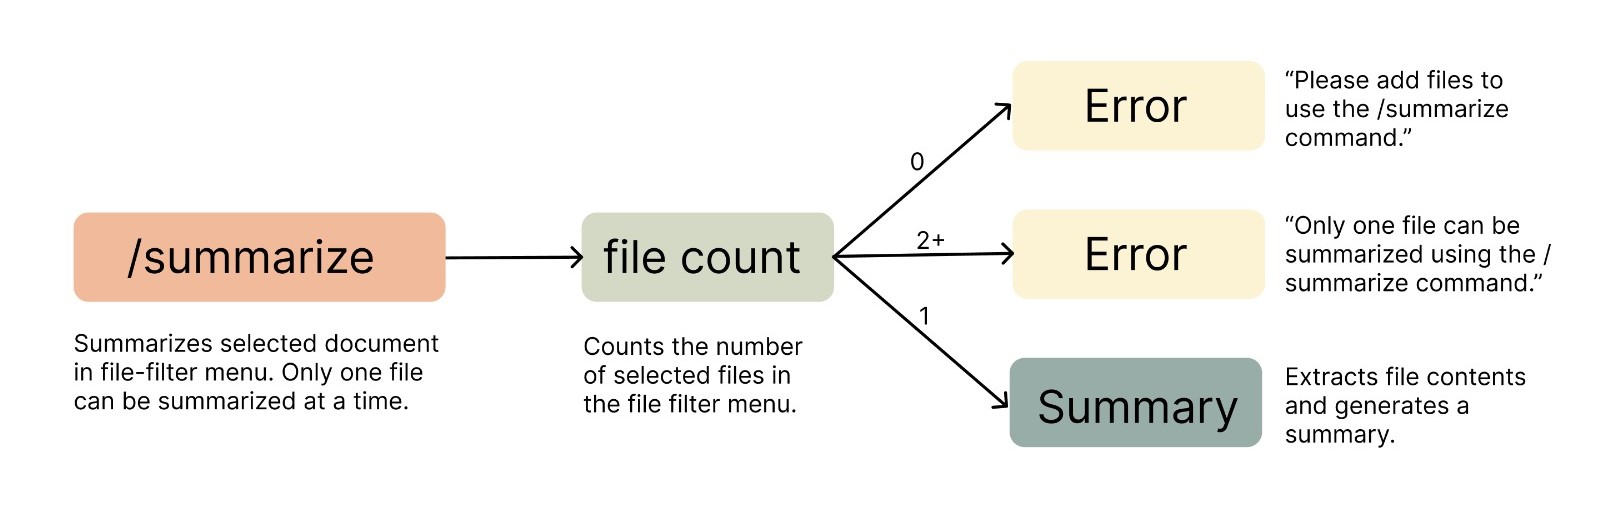 /summarize
Summarizes selected document
in file-filter menu. Only one file
can be summarized at a time.
file count
Counts the number
of selected files in
the file filter menu.
0
2+
1
Error
“Please add files to
use the /summarize
command.”
Error
“Only one file can be
summarized using the /
summarize command.”
Summary
Extracts file contents
and generates a
summary.